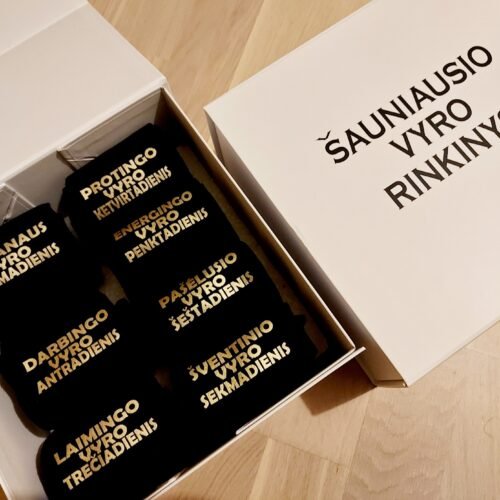 ŠAUNIAUSIO
VYRO
RINKINYS
VYRO
DARBINGO
VYRO
ANTRADIENIS
LAIMINGO
VYRO
TREČIADIENIS
PROTINGO
VYRO
KETVIRTADIENIS
ENERGINGO
VYRO
PENKTADIENIS
PAŠĖLUSIO
VYRO
ŠEŠTADIENIS
ŠVENTINIO
VYRO
SEKMADIENIS